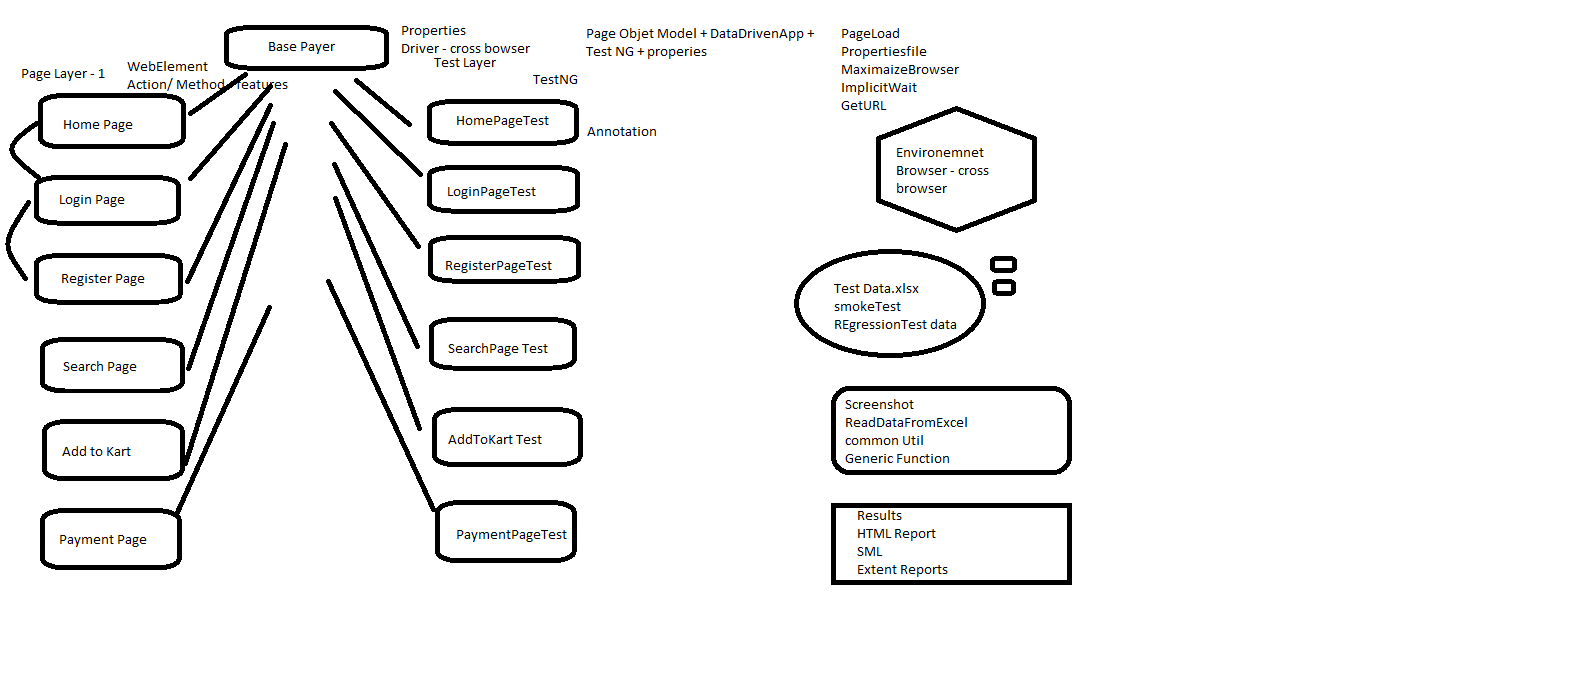 Base Payer
Properties
Driver - cross bowser
Test Layer
TestNG
Page Objet Model + DataDrivenApp +
Test NG + properies
PageLoad
Propertiesfile
MaximaizeBrowser
ImplicitWait
GetURL
Page Layer - 1
WebElement
Action/ Method - features
Home Page
Login Page
Register Page
Search Page
Add to Kart
Payment Page
HomePageTest
Annotation
LoginPageTest
RegisterPageTest
SearchPage Test
AddToKart Test
PaymentPageTest
Environemnet
Browser - cross
browser
Test Data.xlsx
smokeTest
REgressionTest data
Screenshot
ReadDataFromExcel
common Util
Generic Function
Results
HTML Report
SML
Extent Reports